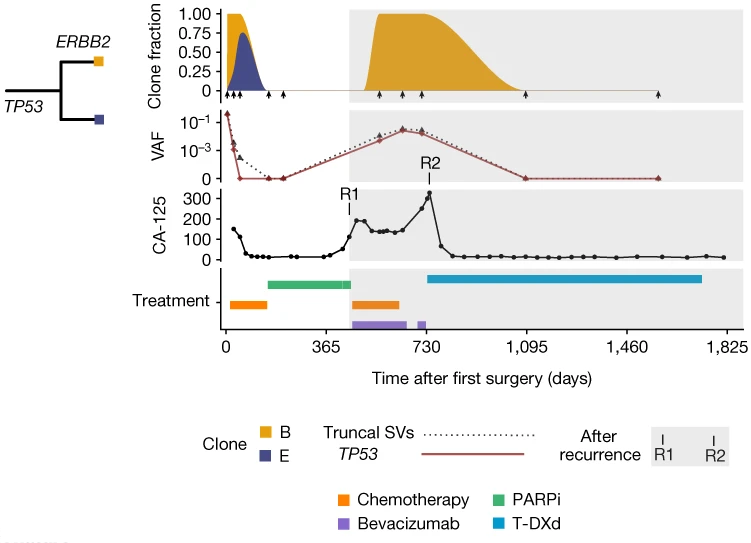 ERBB2
TP53
Clone fraction
1.00
0.75
0.50
0.25
0
VAF
10⁻¹
10⁻³
0
R1
R2
CA-125
300
200
100
0
Treatment
0 365 730 1,095 1,460 1,825
Time after first surgery (days)
Clone
B
E
Truncal SVs
TP53
After
recurrence
R1 R2
Chemotherapy
PARPi
Bevacizumab
T-DXd